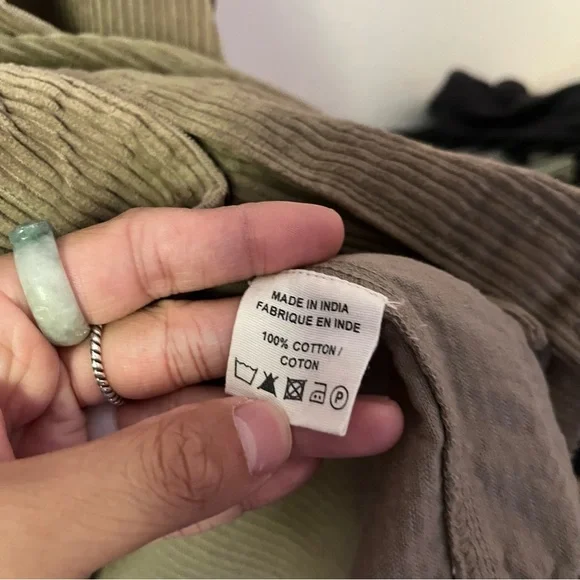 MADE IN INDIA
FABRIQUE EN INDE
100% COTTON /
COTON
P